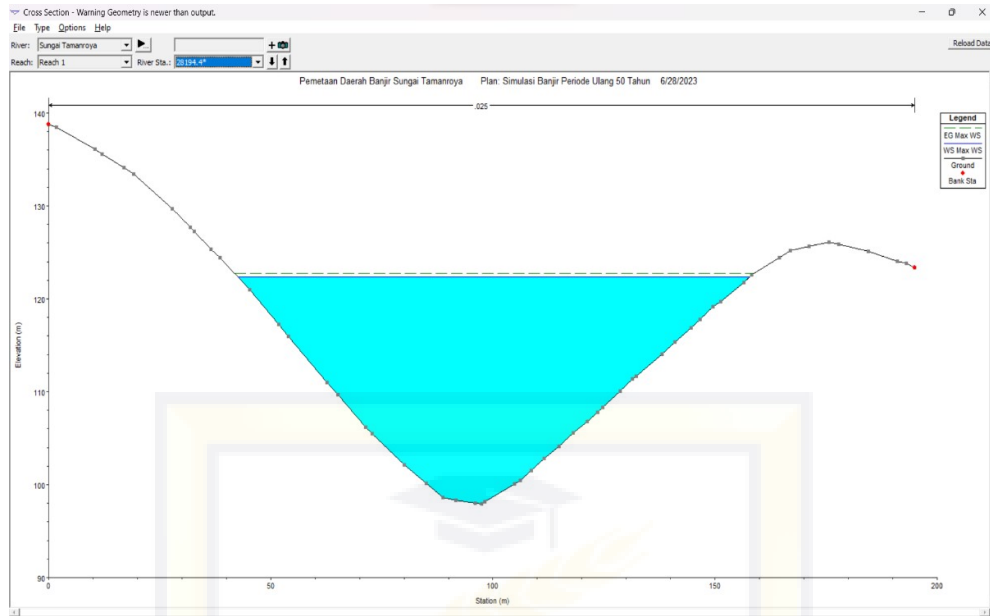 Cross Section - Warning Geometry is newer than output.
File Type Options Help
River: Sungai Tamanroya
Reload Data
Reach: Reach 1 River Sta.: 28194.4*
Pemetaan Daerah Banjir Sungai Tamanroya Plan: Simulasi Banjir Periode Ulang 50 Tahun 6/28/2023
.025
Legend
EG Max WS
WS Max WS
Ground
Bank Sta
140
130
120
110
100
90
Elevation (m)
0 50 100 150 200
Station (m)